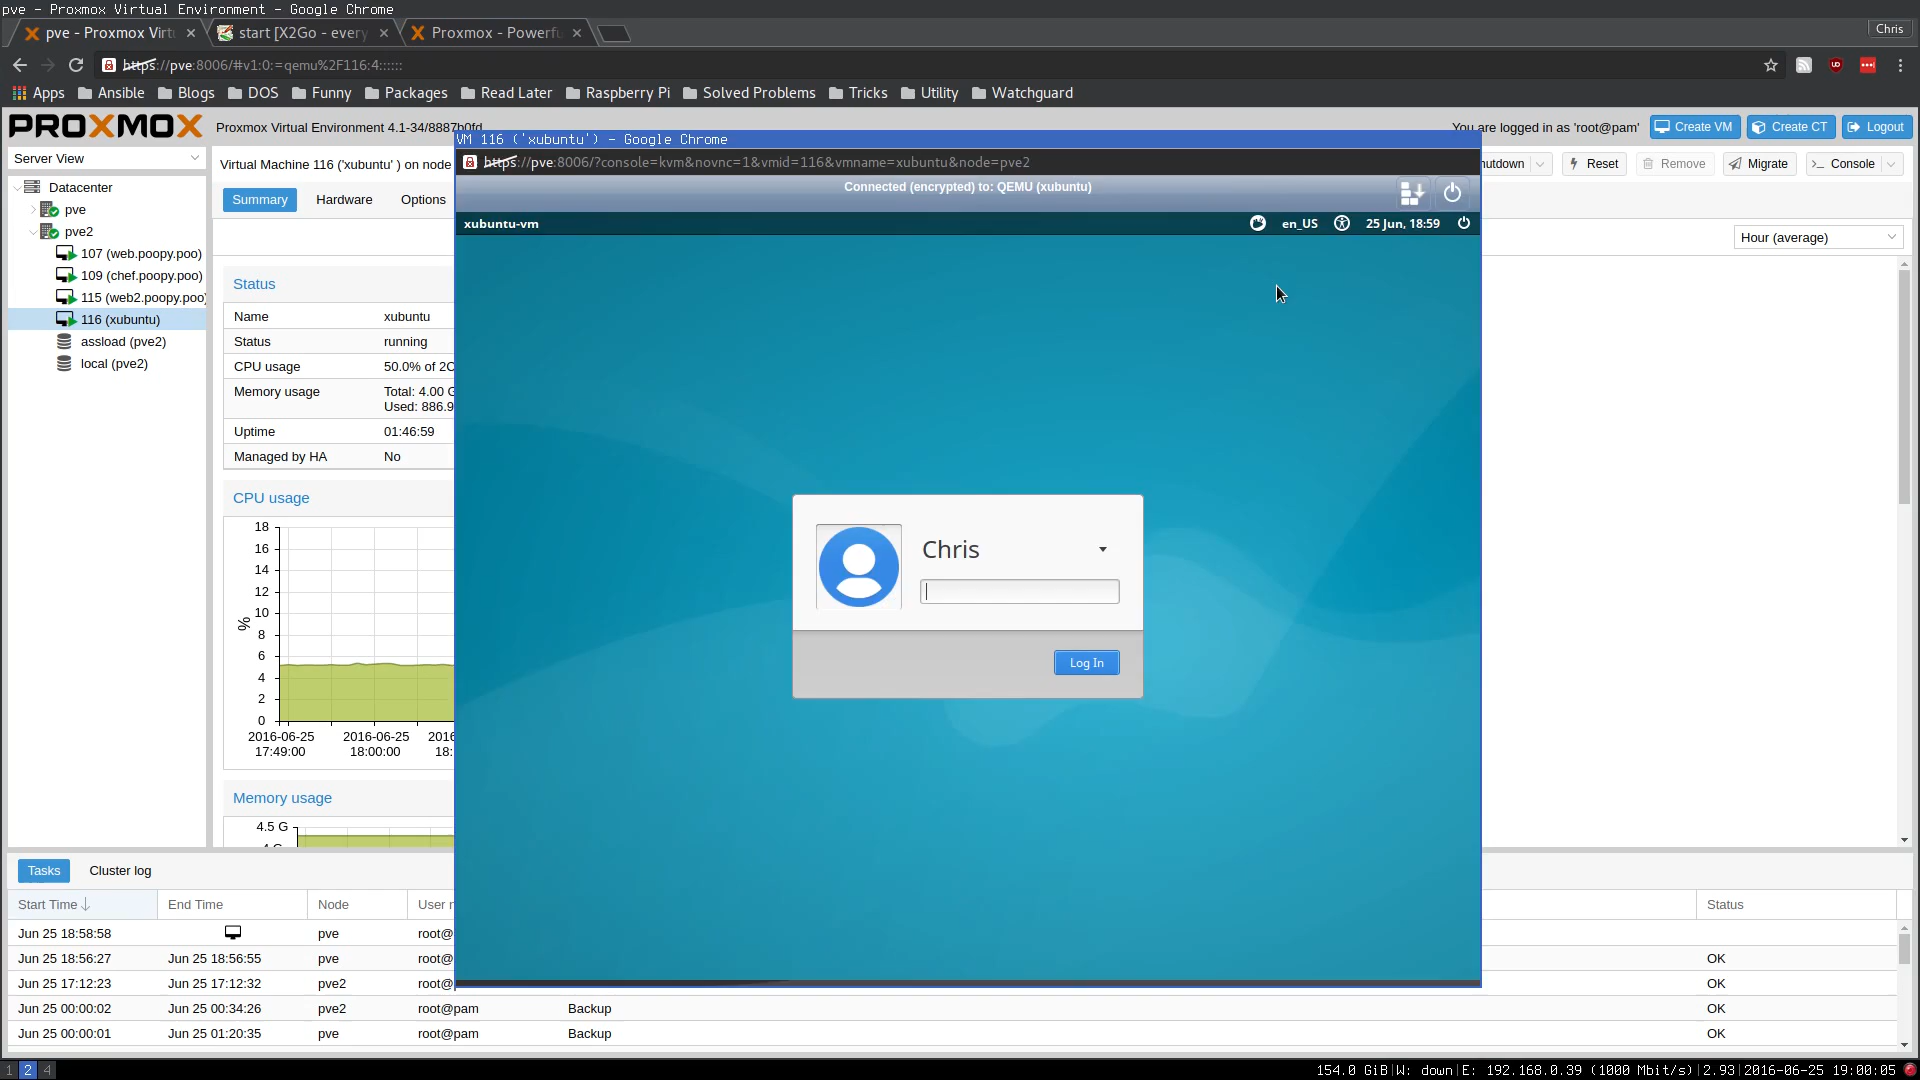 pve - Proxmox Virtual Environment - Google Chrome
pve - Proxmox Virtu
start [X2Go - every
Proxmox - Powerfu
Chris
https://pve:8006/#v1:0:=qemu%2F116:4::::::
Apps Ansible Blogs DOS Funny Packages Read Later Raspberry Pi Solved Problems Tricks Utility Watchguard
PROXMOX Proxmox Virtual Environment 4.1-34/8887b0fd
You are logged in as 'root@pam' Create VM Create CT Logout
VM 116 ('xubuntu') - Google Chrome
Server View
Virtual Machine 116 ('xubuntu' ) on node
https://pve:8006/?console=kvm&novnc=1&vmid=116&vmname=xubuntu&node=pve2
utdown Reset Remove Migrate >_ Console
Datacenter
pve
pve2
107 (web.poopy.poo)
109 (chef.poopy.poo)
115 (web2.poopy.poo)
116 (xubuntu)
assload (pve2)
local (pve2)
Summary Hardware Options
Connected (encrypted) to: QEMU (xubuntu)
xubuntu-vm en_US 25 Jun, 18:59
Hour (average)
Status
Name xubuntu
Status running
CPU usage 50.0% of 2C
Memory usage Total: 4.00 G
Used: 886.9
Uptime 01:46:59
Managed by HA No
CPU usage
18
16
14
12
10
8
6
4
2
0
%
2016-06-25 2016-06-25 2016
17:49:00 18:00:00 18:
Memory usage
4.5 G
Chris
Log In
Tasks Cluster log
Start Time End Time Node User n Status
Jun 25 18:58:58 pve root@
Jun 25 18:56:27 Jun 25 18:56:55 pve root@ OK
Jun 25 17:12:23 Jun 25 17:12:32 pve2 root@ OK
Jun 25 00:00:02 Jun 25 00:34:26 pve2 root@pam Backup OK
Jun 25 00:00:01 Jun 25 01:20:35 pve root@pam Backup OK
1 2 4
154.0 GiB|W: down|E: 192.168.0.39 (1000 Mbit/s)|2.93|2016-06-25 19:00:05